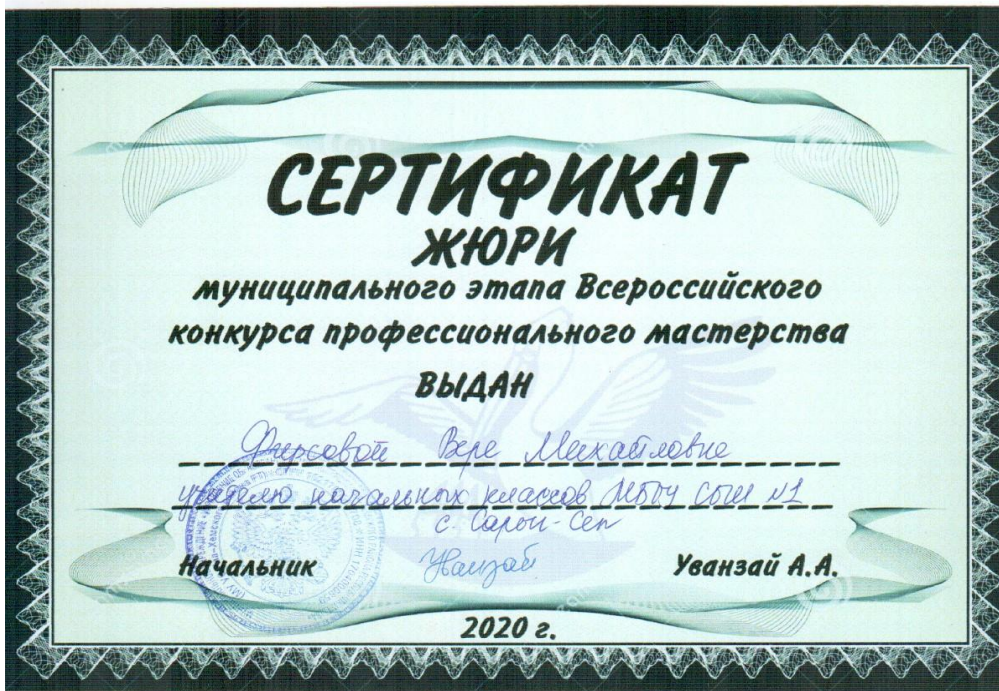 СЕРТИФИКАТ
ЖЮРИ
муниципального этапа Всероссийского
конкурса профессионального мастерства
ВЫДАН
Фирсовой Вере Михайловне
учителю начальных классов МБОУ СОШ №1
с. Сарыг-Сеп
Начальник Уванзай А.А.
2020 г.